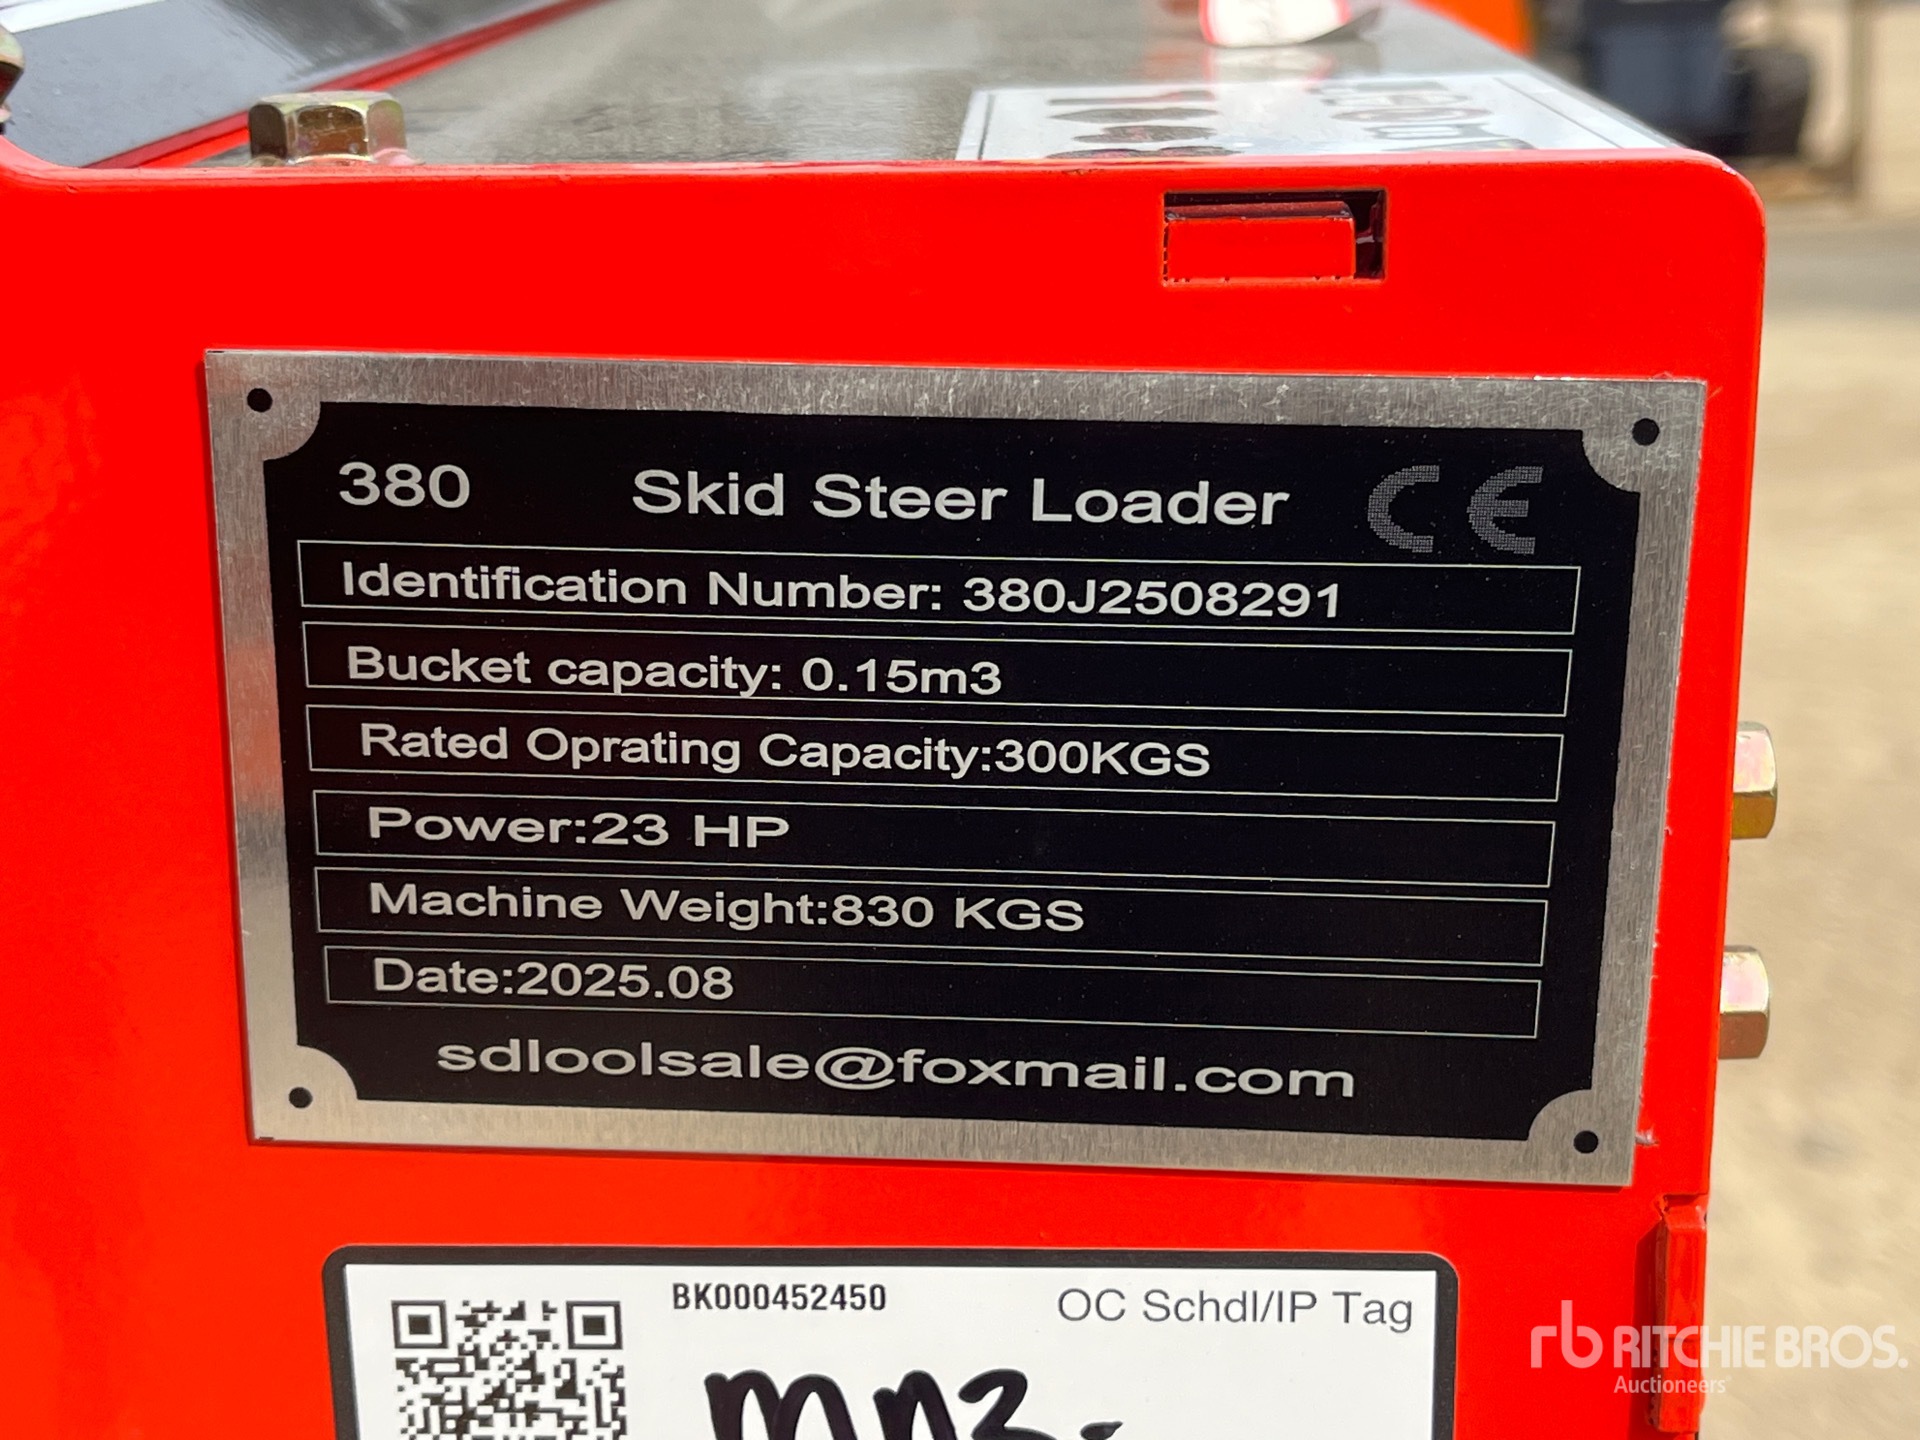 380 Skid Steer Loader CE
Identification Number: 380J2508291
Bucket capacity: 0.15m3
Rated Oprating Capacity:300KGS
Power:23 HP
Machine Weight:830 KGS
Date:2025.08
sdloolsale@foxmail.com
BK000452450 OC Schdl/IP Tag
rb RITCHIE BROS.
Auctioneers